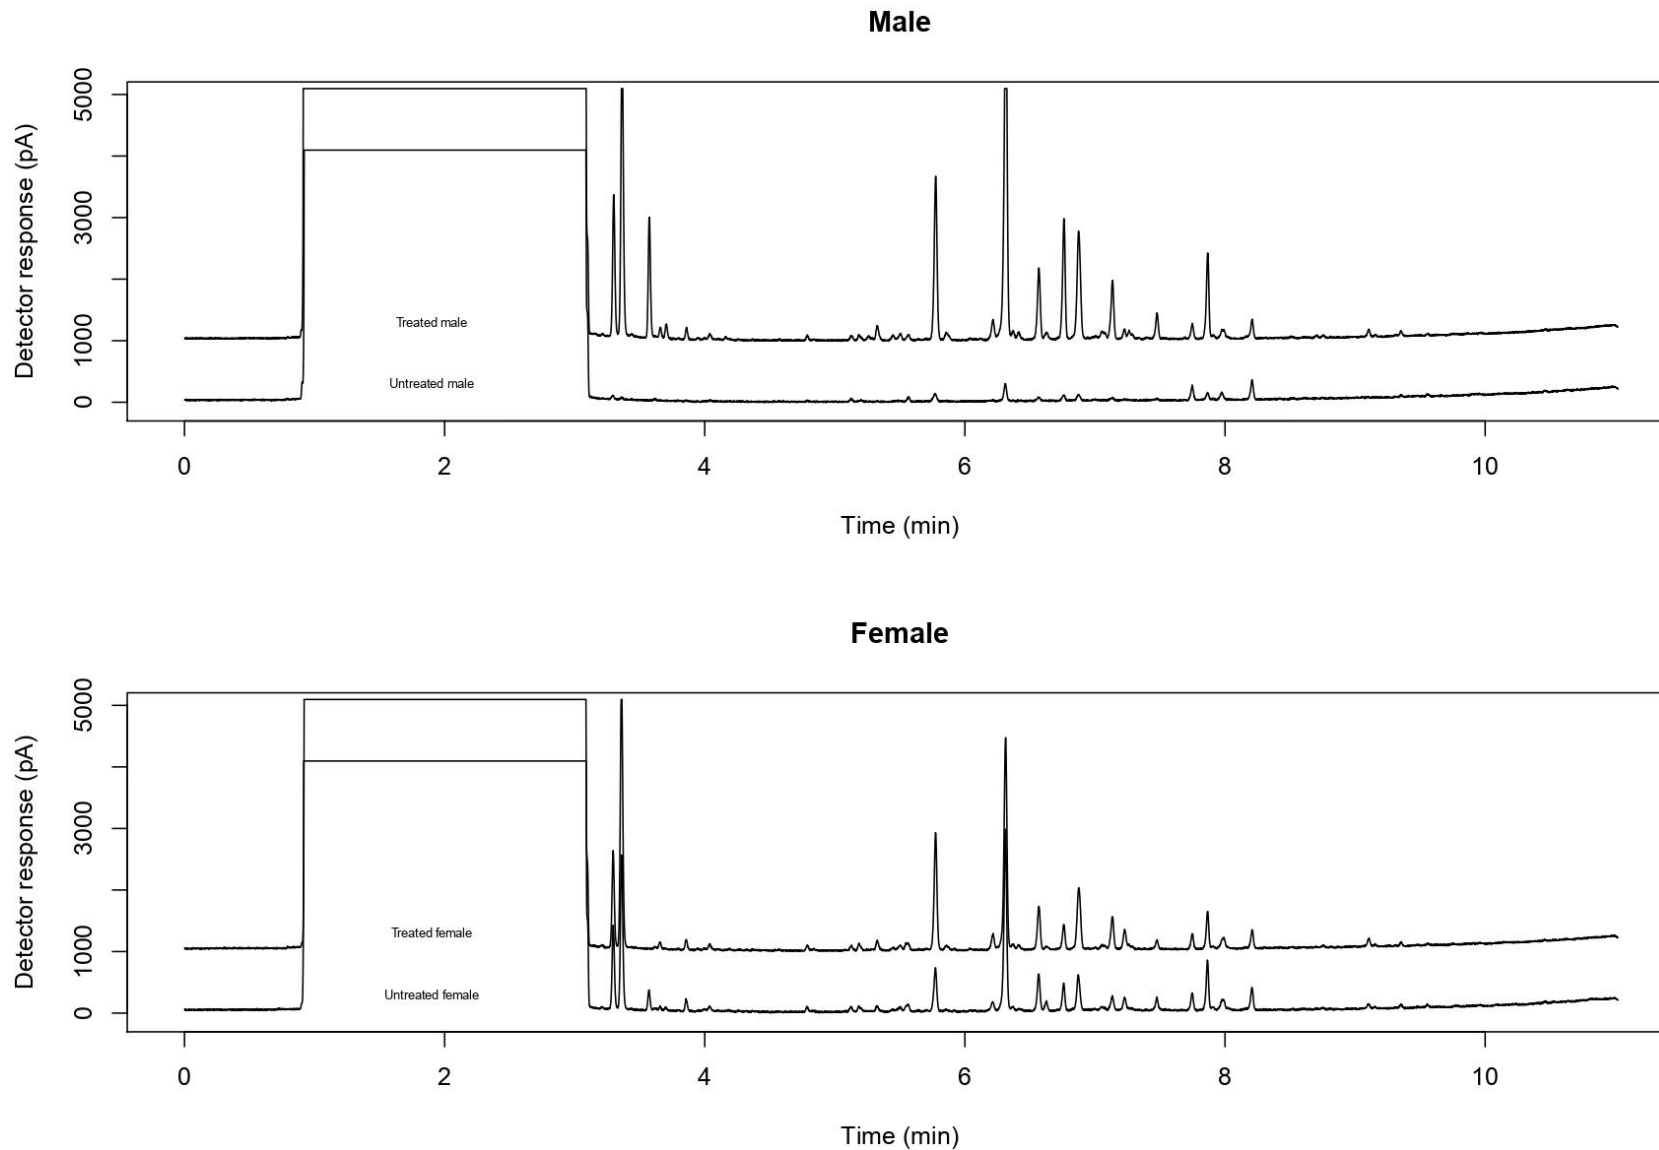 Male
Detector response (pA)
5000
3000
1000
0
Treated male
Untreated male
0 2 4 6 8 10
Time (min)
Female
Detector response (pA)
5000
3000
1000
0
Treated female
Untreated female
0 2 4 6 8 10
Time (min)